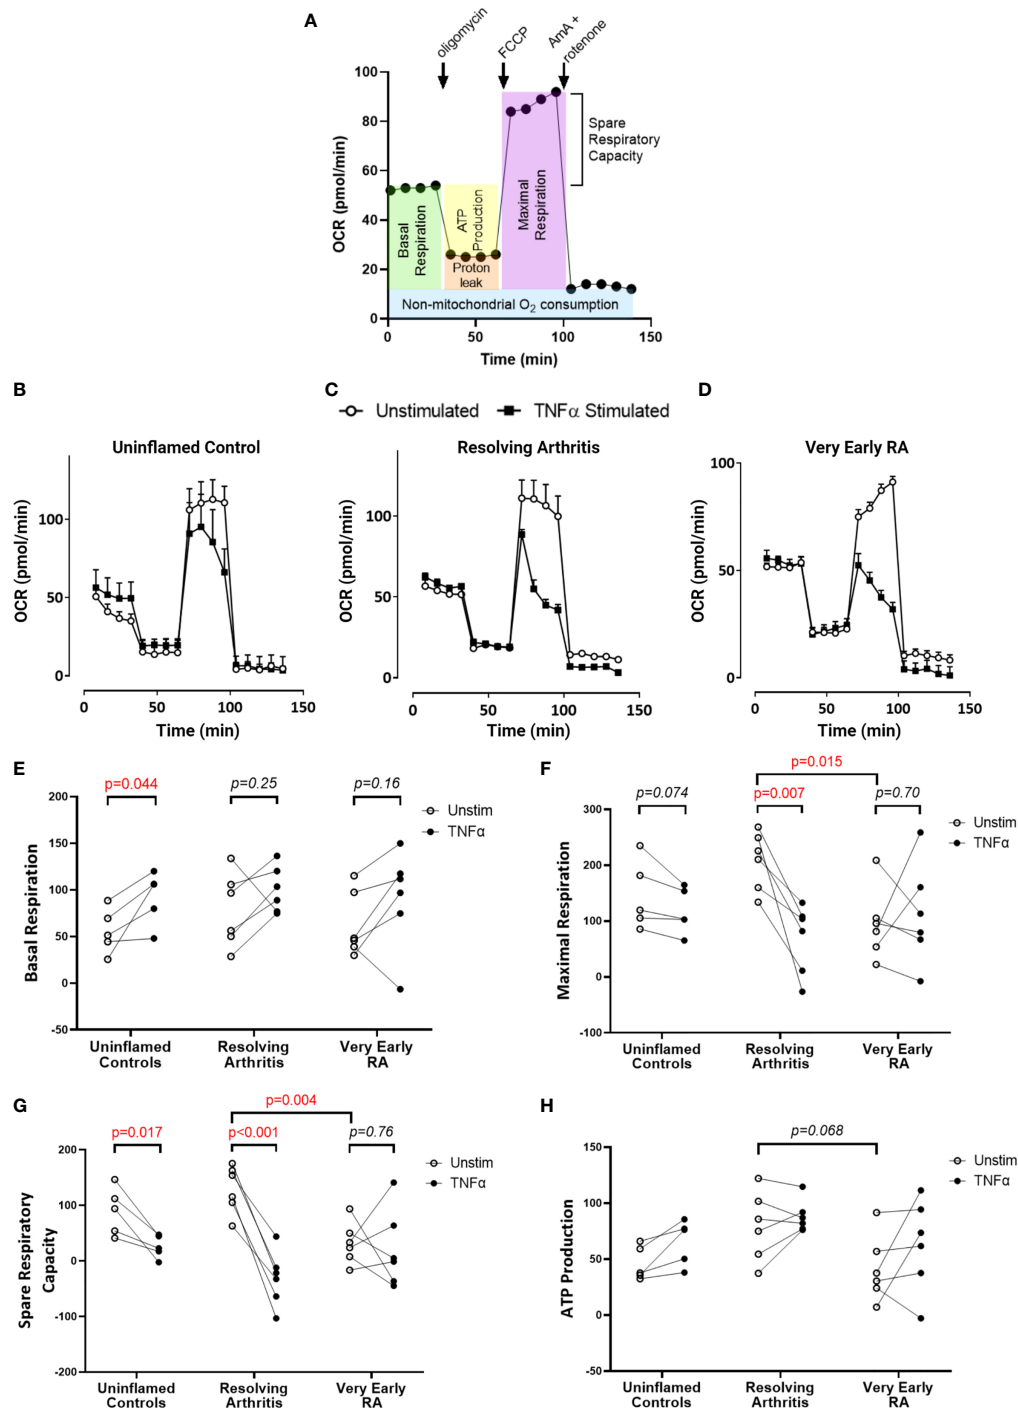 A
oligomycin
FCCP
AmA +
rotenone
100
80
60
40
20
0
OCR (pmol/min)
Basal
Respiration
ATP
Production
Proton
leak
Maximal
Respiration
Spare
Respiratory
Capacity
Non-mitochondrial O₂ consumption
0
50
100
150
Time (min)
B
C
D
Unstimulated
TNFα Stimulated
Uninflamed Control
OCR (pmol/min)
100
50
0
0
50
100
150
Time (min)
Resolving Arthritis
OCR (pmol/min)
100
50
0
0
50
100
150
Time (min)
Very Early RA
OCR (pmol/min)
100
50
0
0
50
100
150
Time (min)
E
p=0.044
p=0.25
p=0.16
Basal Respiration
200
150
100
50
0
-50
Unstim
TNFα
Uninflamed
Controls
Resolving
Arthritis
Very Early
RA
F
p=0.015
p=0.074
p=0.007
p=0.70
Maximal Respiration
300
200
100
0
-100
Unstim
TNFα
Uninflamed
Controls
Resolving
Arthritis
Very Early
RA
G
p=0.004
p=0.017
p<0.001
p=0.76
Spare Respiratory
Capacity
200
100
0
-100
-200
Unstim
TNFα
Uninflamed
Controls
Resolving
Arthritis
Very Early
RA
H
p=0.068
ATP Production
150
100
50
0
-50
Unstim
TNFα
Uninflamed
Controls
Resolving
Arthritis
Very Early
RA